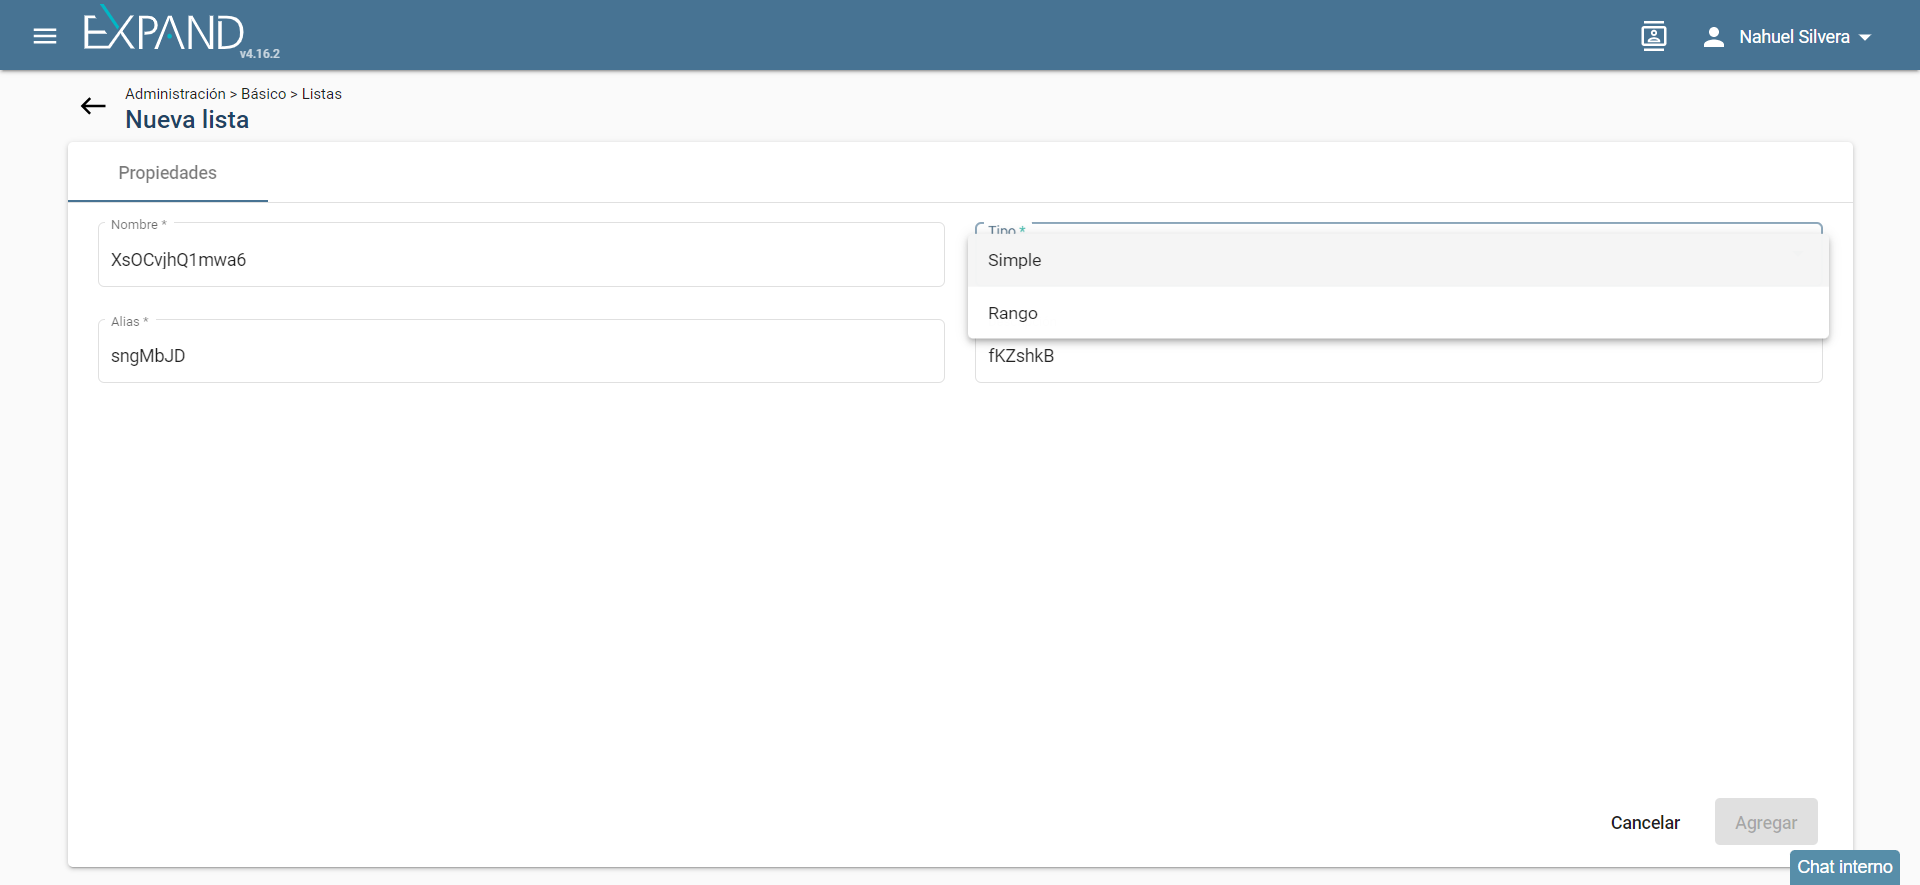 EXPAND
v4.16.2
Nahuel Silvera
Administración > Básico > Listas
Nueva lista
Propiedades
Nombre *
XsOCvjhQ1mwa6
Tipo *
Simple
Rango
Alias *
sngMbJD
fKZshkB
Cancelar
Agregar
Chat interno